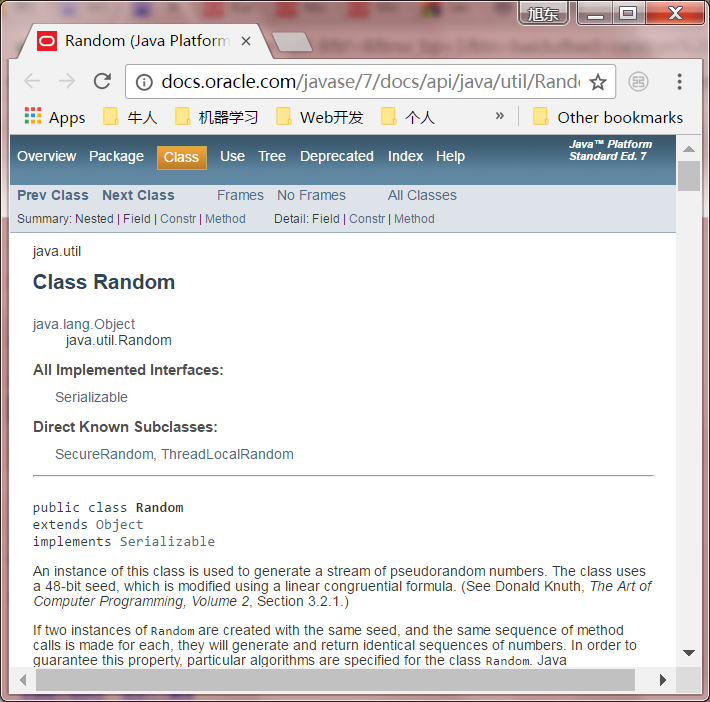 旭东
Random (Java Platform
docs.oracle.com/javase/7/docs/api/java/util/Rand
Apps 牛人 机器学习 Web开发 个人 » Other bookmarks
Overview Package Class Use Tree Deprecated Index Help
Java™ Platform
Standard Ed. 7
Prev Class Next Class Frames No Frames All Classes
Summary: Nested | Field | Constr | Method Detail: Field | Constr | Method
java.util
Class Random
java.lang.Object
java.util.Random
All Implemented Interfaces:
Serializable
Direct Known Subclasses:
SecureRandom, ThreadLocalRandom
public class Random
extends Object
implements Serializable
An instance of this class is used to generate a stream of pseudorandom numbers. The class uses
a 48-bit seed, which is modified using a linear congruential formula. (See Donald Knuth, The Art of
Computer Programming, Volume 2, Section 3.2.1.)
If two instances of Random are created with the same seed, and the same sequence of method
calls is made for each, they will generate and return identical sequences of numbers. In order to
guarantee this property, particular algorithms are specified for the class Random. Java